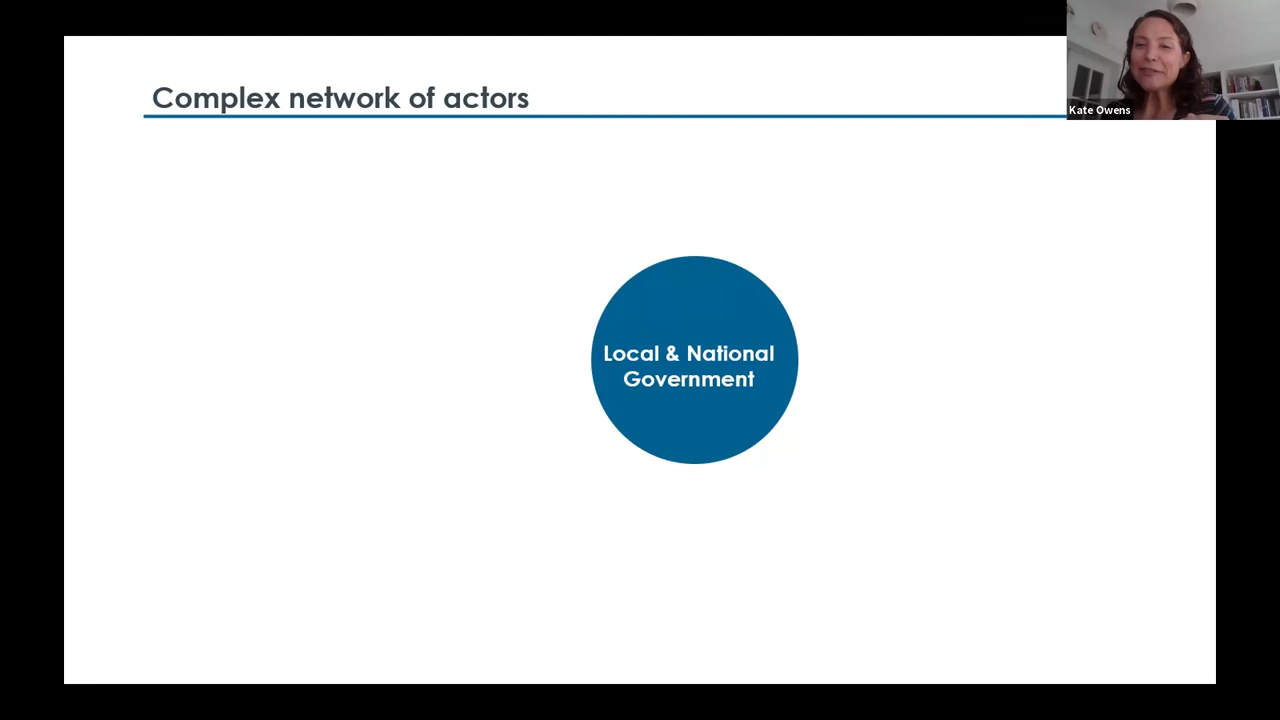 Complex network of actors
Kate Owens
Local & National
Government